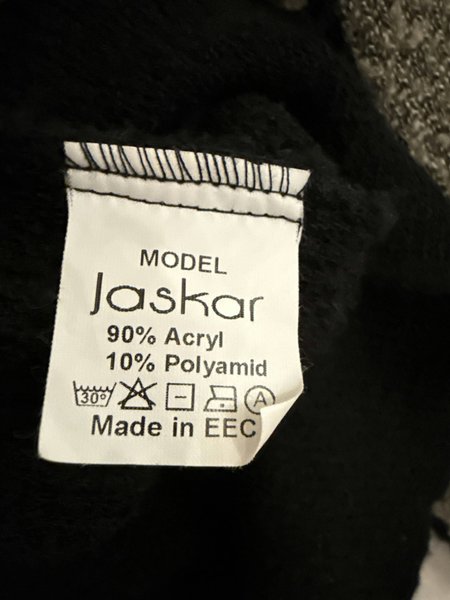 MODEL
Jaskar
90% Acryl
10% Polyamid
30° A
Made in EEC